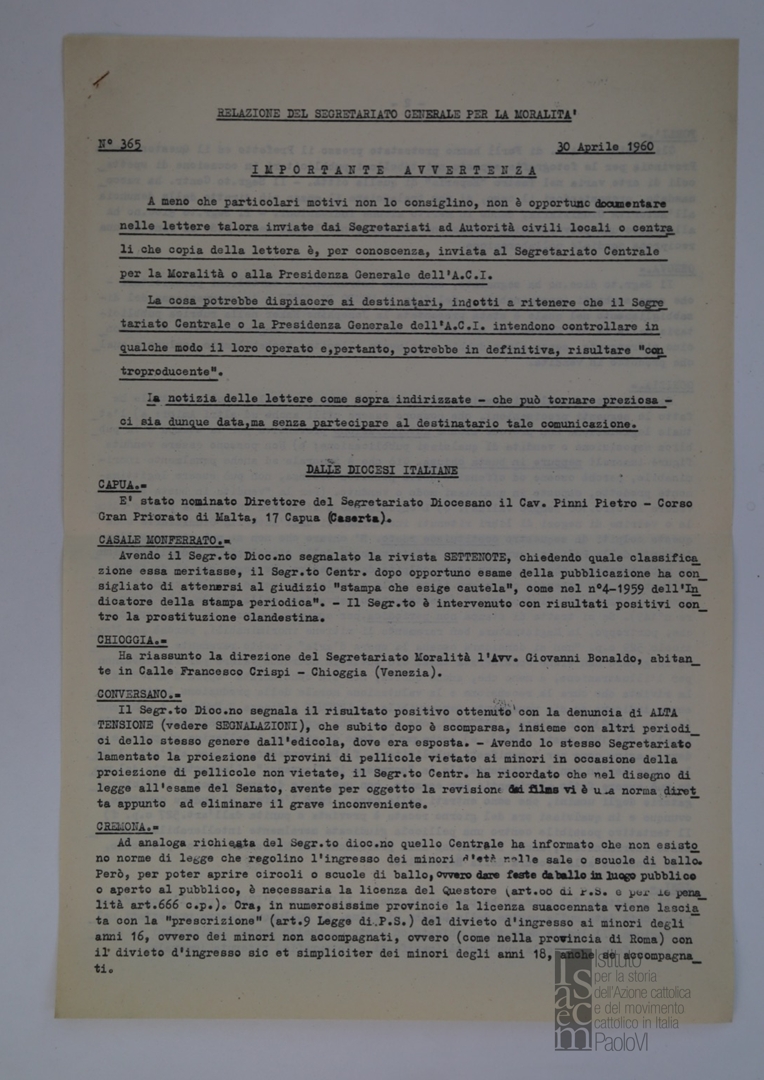 RELAZIONE DEL SEGRETARIATO GENERALE PER LA MORALITA'
N° 365 30 Aprile 1960
IMPORTANTE AVVERTENZA
A meno che particolari motivi non lo consiglino, non è opportuno documentare
nelle lettere talora inviate dai Segretariati ad Autorità civili locali o centra
li che copia della lettera è, per conoscenza, inviata al Segretariato Centrale
per la Moralità o alla Presidenza Generale dell'A.C.I.
La cosa potrebbe dispiacere ai destinatari, indotti a ritenere che il Segre
tariato Centrale o la Presidenza Generale dell'A.C.I. intendono controllare in
qualche modo il loro operato e,pertanto, potrebbe in definitiva, risultare "con
troproducente".
La notizia delle lettere come sopra indirizzate - che può tornare preziosa -
ci sia dunque data,ma senza partecipare al destinatario tale comunicazione.
DALLE DIOCESI ITALIANE
CAPUA.=
E' stato nominato Direttore del Segretariato Diocesano il Cav. Pinni Pietro - Corso
Gran Priorato di Malta, 17 Capua (Caserta).
CASALE MONFERRATO.=
Avendo il Segr.to Dioc.no segnalato la rivista SETTENOTE, chiedendo quale classifica_
zione essa meritasse, il Segr.to Centr. dopo opportuno esame della pubblicazione ha con_
sigliato di attenersi al giudizio "stampa che esige cautela", come nel n°4-1959 dell'In_
dicatore della stampa periodica". - Il Segr.to è intervenuto con risultati positivi con_
tro la prostituzione clandestina.
CHIOGGIA.=
Ha riassunto la direzione del Segretariato Moralità l'Avv. Giovanni Bonaldo, abitan_
te in Calle Francesco Crispi - Chioggia (Venezia).
CONVERSANO.=
Il Segr.to Dioc.no segnala il risultato positivo ottenuto con la denuncia di ALTA
TENSIONE (vedere SEGNALAZIONI), che subito dopo è scomparsa, insieme con altri periodi_
ci dello stesso genere dall'edicola, dove era esposta. - Avendo lo stesso Segretariato
lamentato la proiezione di provini di pellicole vietate ai minori in occasione della
proiezione di pellicole non vietate, il Segr.to Centr. ha ricordato che nel disegno di
legge all'esame del Senato, avente per oggetto la revisione dei films vi è una norma diret_
ta appunto ad eliminare il grave inconveniente.
CREMONA.=
Ad analoga richiesta del Segr.to dioc.no quello Centrale ha informato che non esisto_
no norme di legge che regolino l'ingresso dei minori d'età nelle sale o scuole di ballo.
Però, per poter aprire circoli o scuole di ballo, ovvero dare feste da ballo in luogo pubblico
o aperto al pubblico, è necessaria la licenza del Questore (art. di P.S. e per le pena_
lità art.666 c.p.). Ora, in numerosissime provincie la licenza suaccennata viene lascia_
ta con la "prescrizione" (art.9 Legge di P.S.) del divieto d'ingresso ai minori degli
anni 16, ovvero dei minori non accompagnati, ovvero (come nella provincia di Roma) con
il divieto d'ingresso sic et simpliciter dei minori degli anni 18, anche se accompagna_
ti.
Isacem
Istituto
per la storia
dell'Azione cattolica
e del movimento
cattolico in Italia
PaoloVI